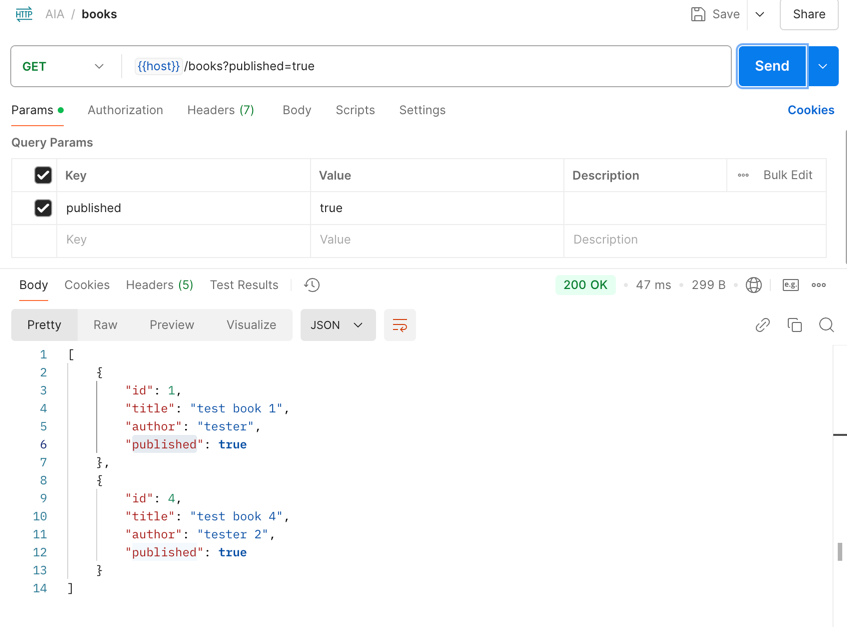 HTTP AIA / books Save Share
GET {{host}} /books?published=true Send
Params Authorization Headers (7) Body Scripts Settings Cookies
Query Params
Key Value Description Bulk Edit
published true
Key Value Description
Body Cookies Headers (5) Test Results 200 OK 47 ms 299 B e.g.
Pretty Raw Preview Visualize JSON
1 [
2 {
3 "id": 1,
4 "title": "test book 1",
5 "author": "tester",
6 "published": true
7 },
8 {
9 "id": 4,
10 "title": "test book 4",
11 "author": "tester 2",
12 "published": true
13 }
14 ]